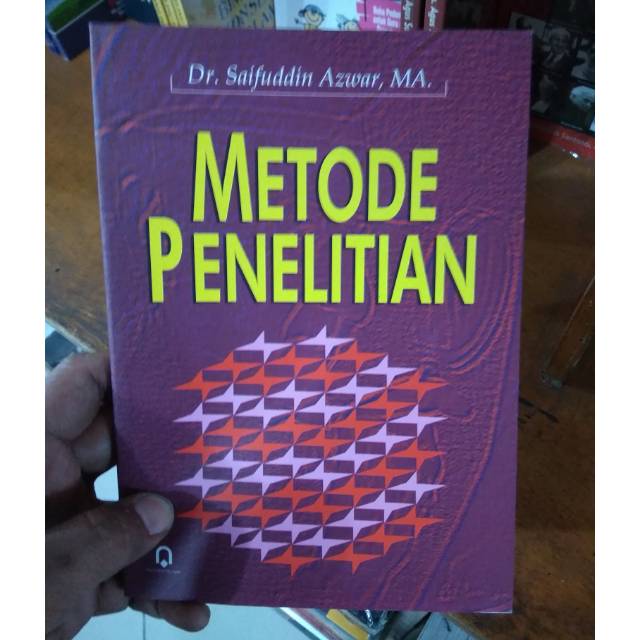 Dr. Saifuddin Azwar, MA.
METODE
PENELITIAN